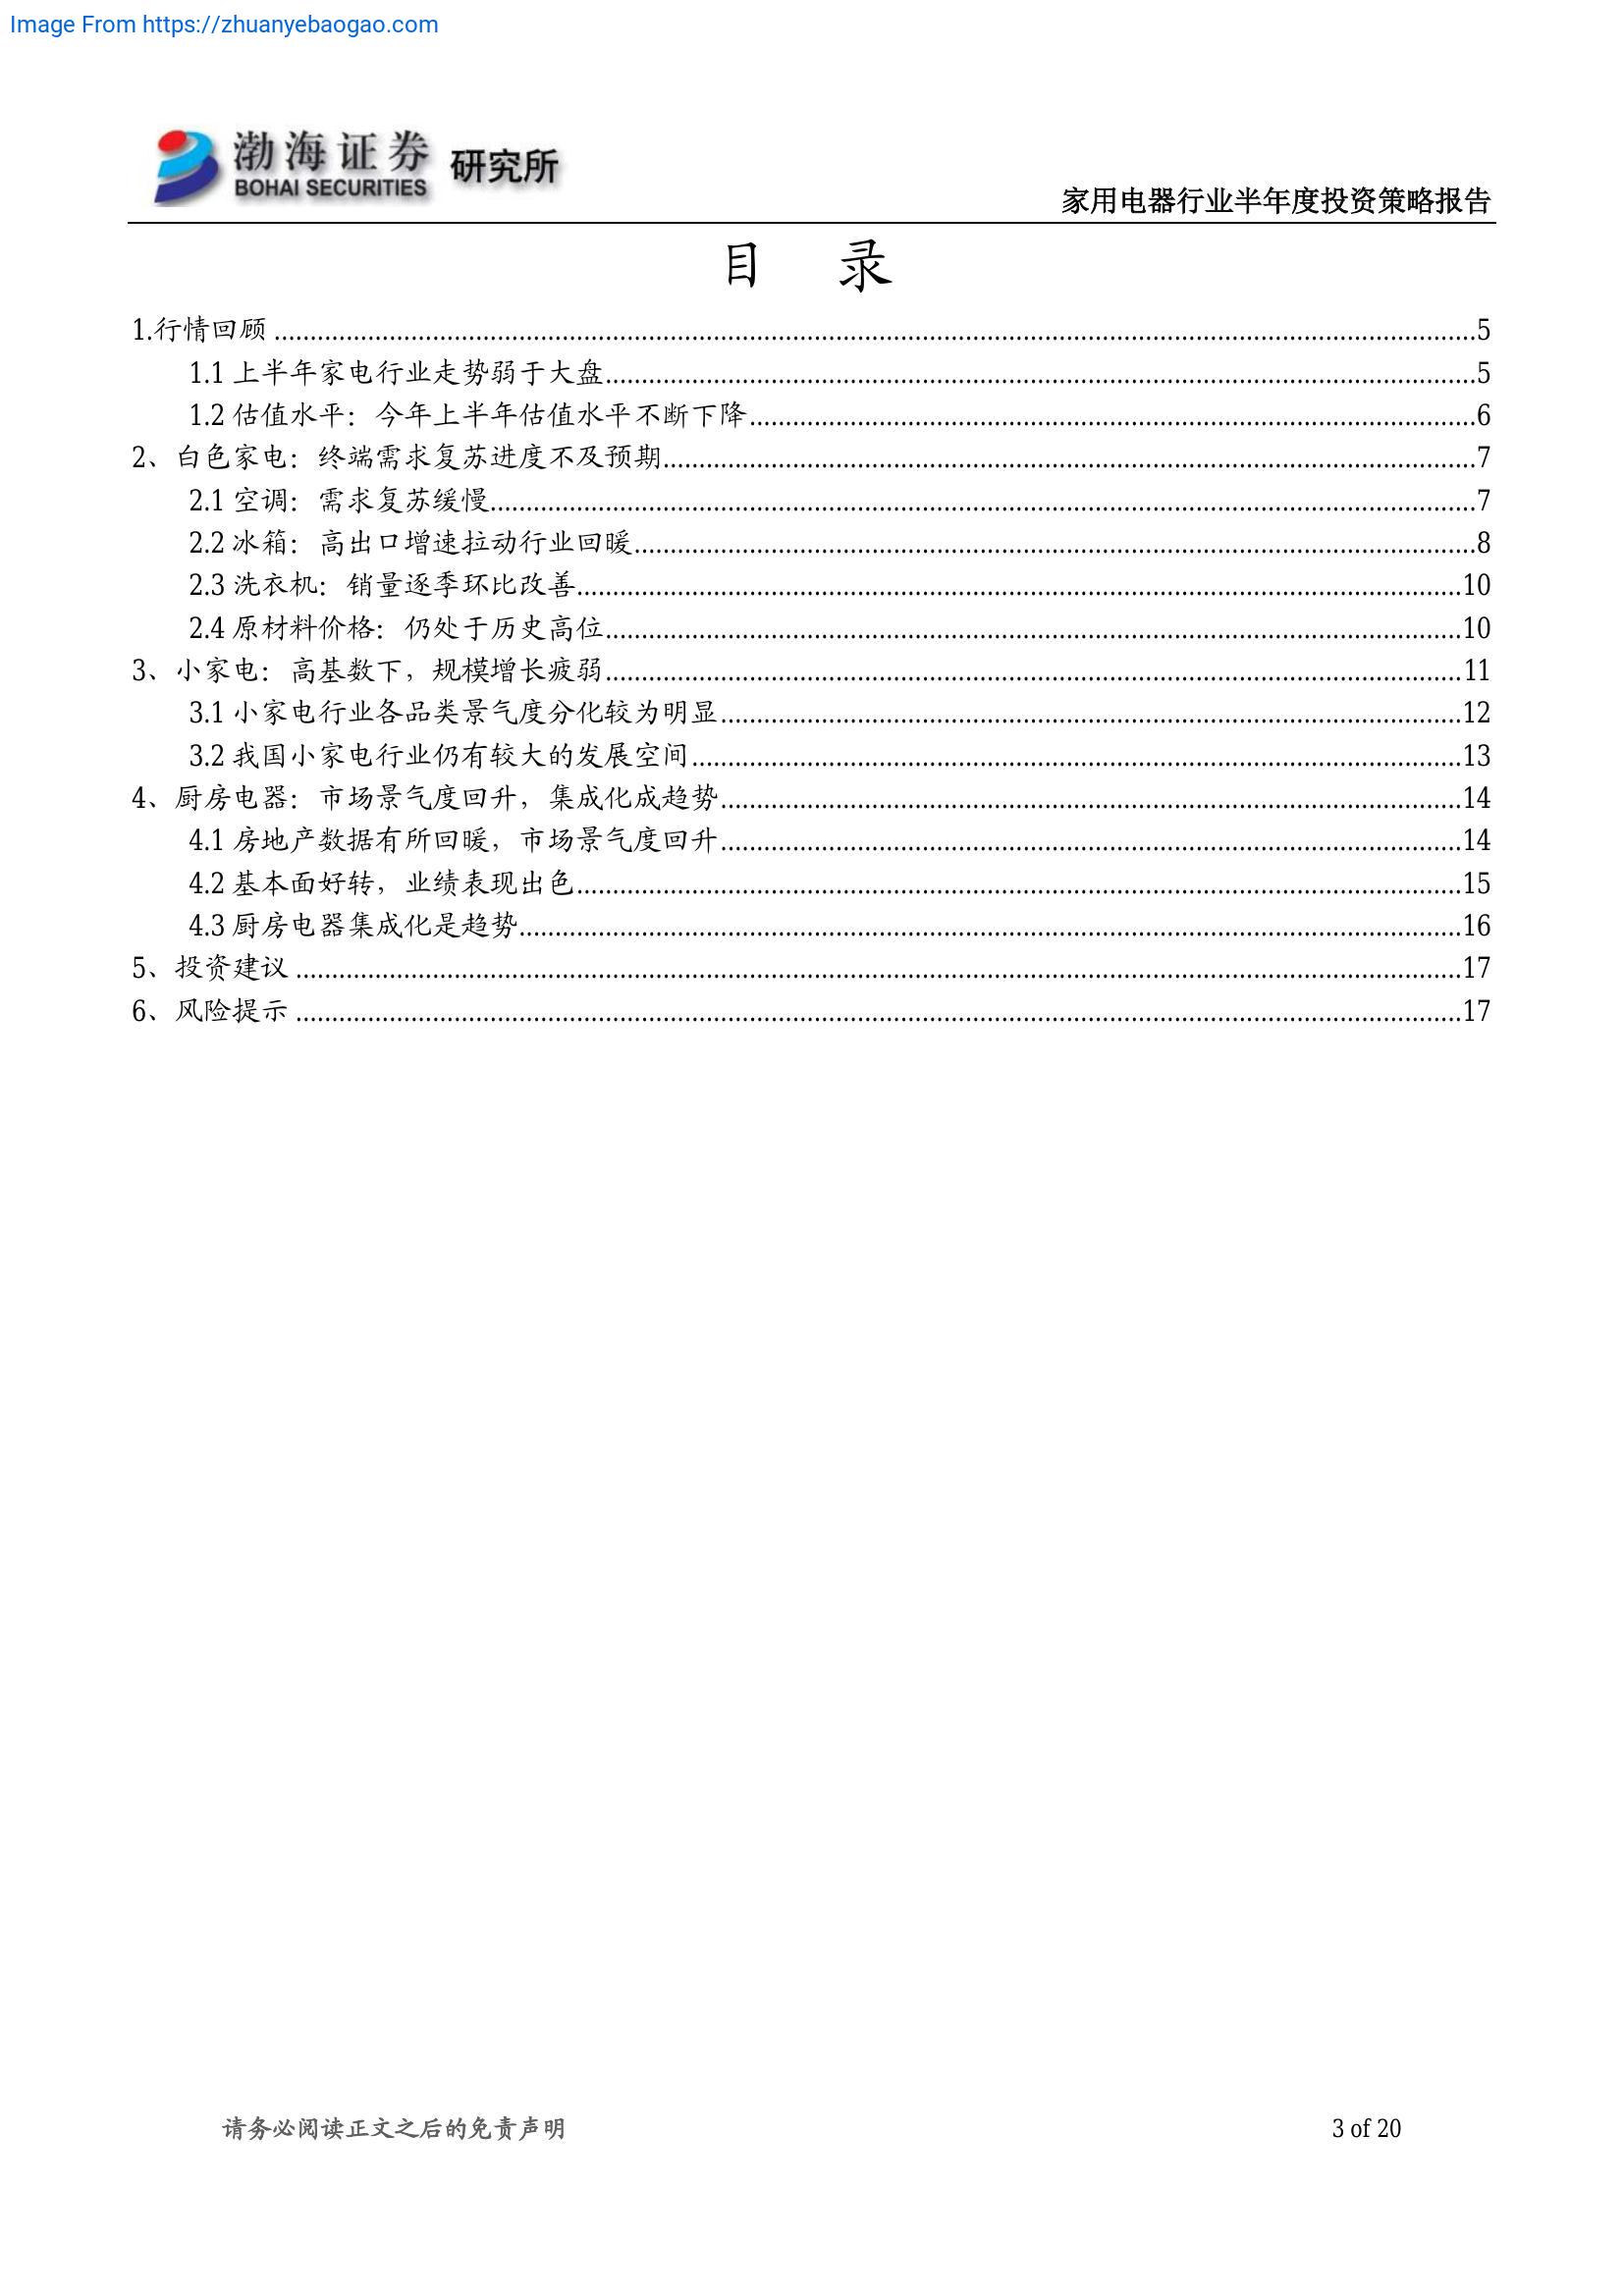 Image From https://zhuanyebaogao.com
渤海证券 研究所
BOHAI SECURITIES
家用电器行业半年度投资策略报告
目 录
1.行情回顾 ........ 5
1.1 上半年家电行业走势弱于大盘 ........ 5
1.2 估值水平：今年上半年估值水平不断下降 ........ 6
2、白色家电：终端需求复苏进度不及预期 ........ 7
2.1 空调：需求复苏缓慢 ........ 7
2.2 冰箱：高出口增速拉动行业回暖 ........ 8
2.3 洗衣机：销量逐季环比改善 ........ 10
2.4 原材料价格：仍处于历史高位 ........ 10
3、小家电：高基数下，规模增长疲弱 ........ 11
3.1 小家电行业各品类景气度分化较为明显 ........ 12
3.2 我国小家电行业仍有较大的发展空间 ........ 13
4、厨房电器：市场景气度回升，集成化成趋势 ........ 14
4.1 房地产数据有所回暖，市场景气度回升 ........ 14
4.2 基本面好转，业绩表现出色 ........ 15
4.3 厨房电器集成化是趋势 ........ 16
5、投资建议 ........ 17
6、风险提示 ........ 17
请务必阅读正文之后的免责声明 3 of 20